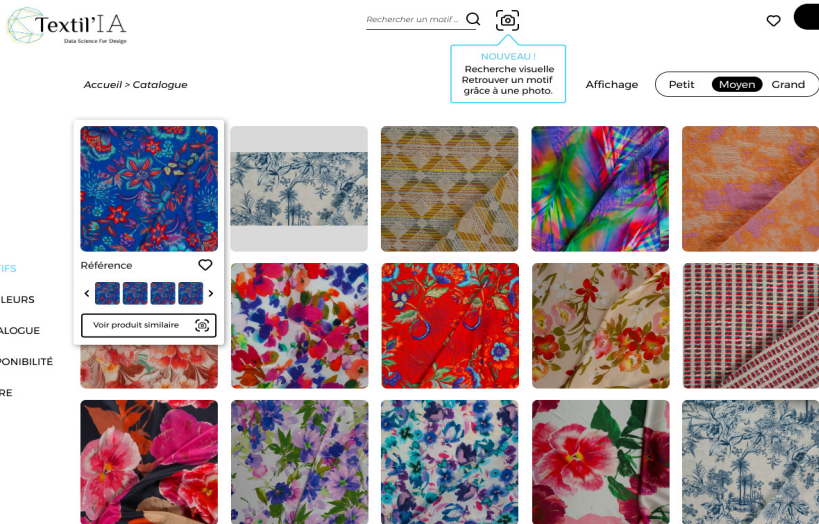 Textil'IA
Data Science For Design
Rechercher un motif ...
NOUVEAU !
Recherche visuelle
Retrouver un motif
grâce à une photo.
Accueil > Catalogue
Affichage
Petit
Moyen
Grand
Référence
Voir produit similaire
IFS
LEURS
ALOGUE
PONIBILITÉ
RE